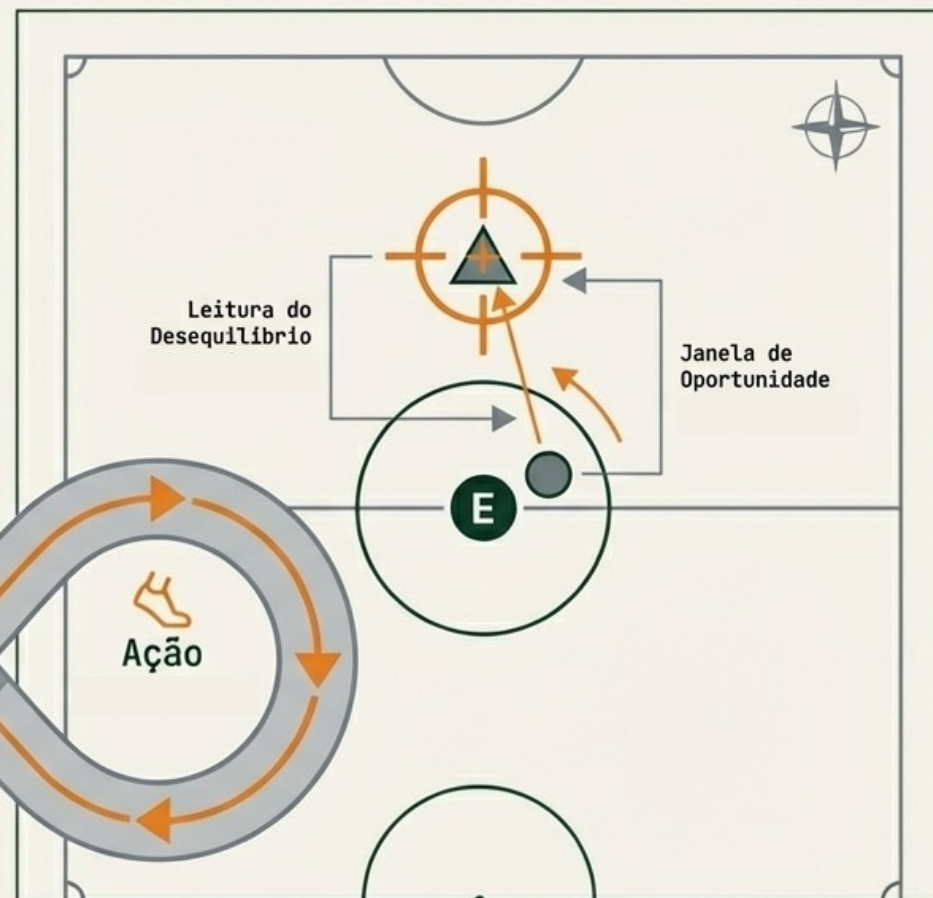 Leitura do
Desequilíbrio
Janela de
Oportunidade
E
Ação